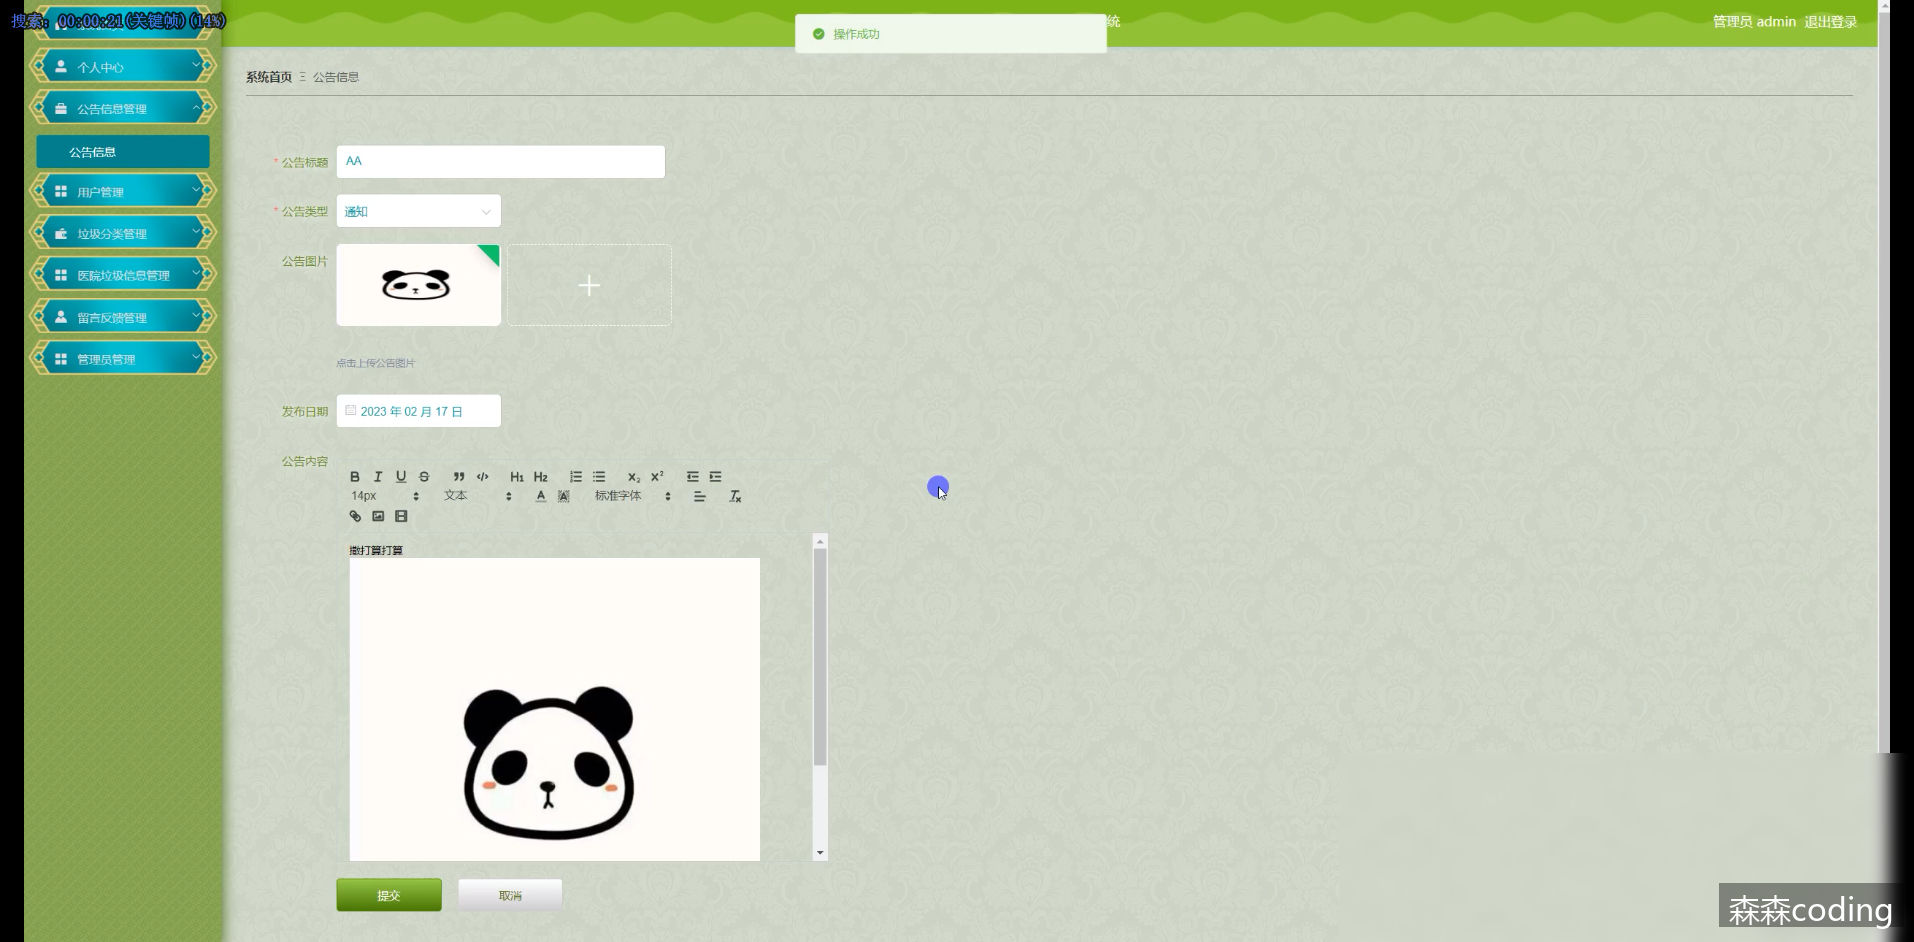 搜索: 00:00:21(关键帧)(14%)
统
管理员 admin 退出登录
操作成功
个人中心
公告信息管理
公告信息
用户管理
垃圾分类管理
医院垃圾信息管理
留言反馈管理
管理员管理
系统首页 Ξ 公告信息
* 公告标题 AA
* 公告类型 通知
公告图片
点击上传公告图片
发布日期 2023 年 02 月 17 日
公告内容
B I U S H1 H2 X2 X2
14px 文本 A A 标准字体 Tx
撒打算打算
提交 取消
森森coding